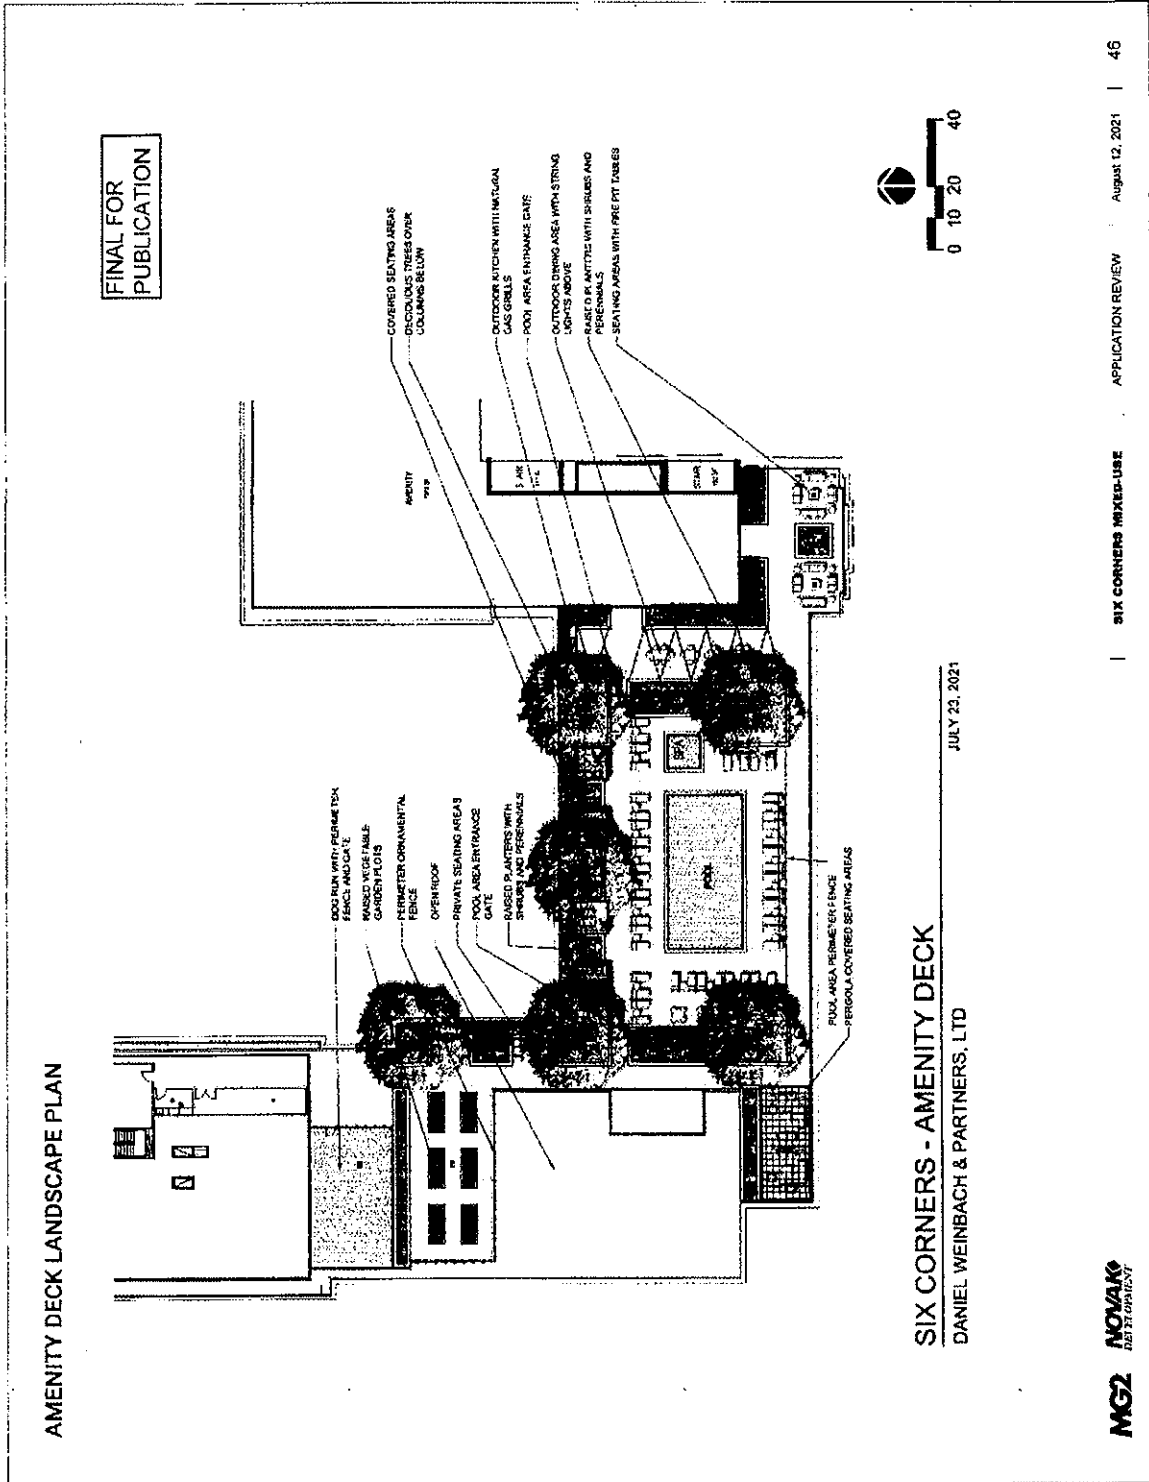 AMENITY DECK LANDSCAPE PLAN
FINAL FOR
PUBLICATION
DOG RUN WITH PERIMETER
FENCE AND GATE
RAISED VEGETABLE
GARDEN PLOTS
PERIMETER ORNAMENTAL
FENCE
OPEN ROOF
PRIVATE SEATING AREAS
POOL AREA ENTRANCE
GATE
RAISED PLANTERS WITH
SHRUBS AND PERENNIALS
COVERED SEATING AREAS
DECIDUOUS TREES OVER
COLUMNS BELOW
OUTDOOR KITCHEN WITH NATURAL
GAS GRILLS
POOL AREA ENTRANCE GATE
OUTDOOR DINING AREA WITH STRING
LIGHTS ABOVE
RAISED PLANTERS WITH SHRUBS AND
PERENNIALS
SEATING AREAS WITH FIRE PIT TABLES
AMENITY
STAIR
POOL
SPA
POOL AREA PERIMETER FENCE
PERGOLA COVERED SEATING AREAS
0 10 20 40
SIX CORNERS - AMENITY DECK
DANIEL WEINBACH & PARTNERS, LTD
JULY 23, 2021
MG2 NOVAK
DEVELOPMENT
| SIX CORNERS MIXED-USE APPLICATION REVIEW August 12, 2021 | 46